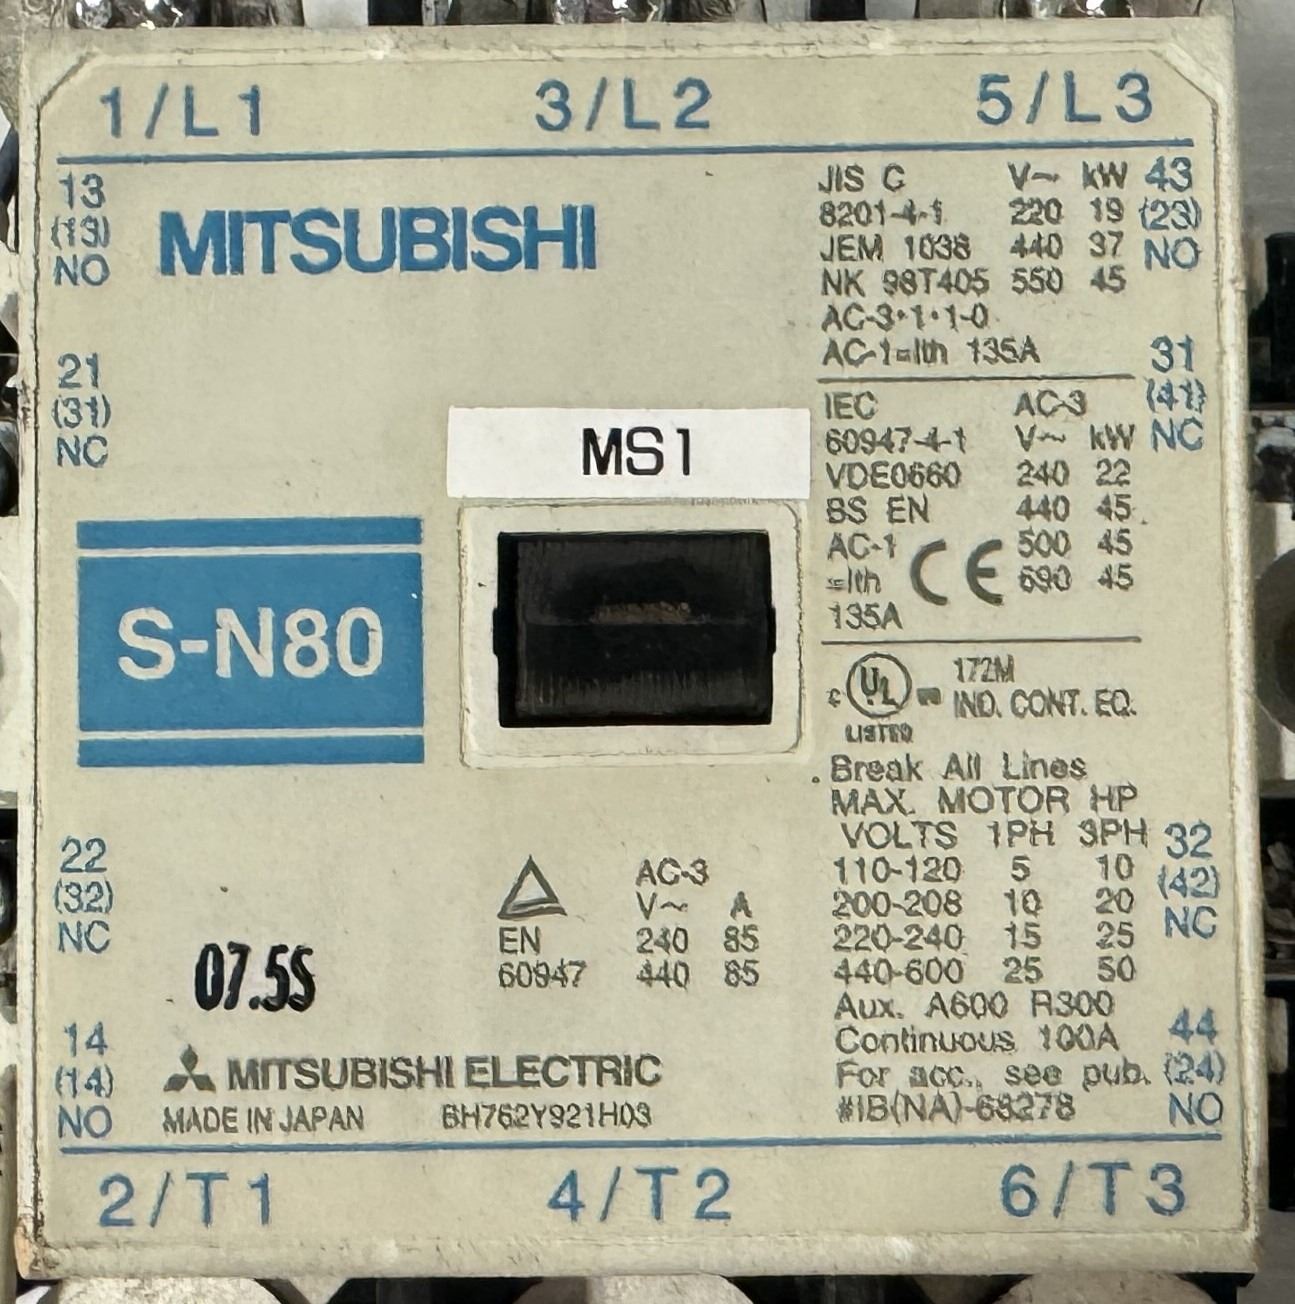 1/L1 3/L2 5/L3
13
(13)
NO
MITSUBISHI
JIS C V~ kW
8201-4-1 220 19
JEM 1038 440 37
NK 98T405 550 45
AC-3·1·1-0
AC-1=Ith 135A
43
(23)
NO
21
(31)
NC
31
(41)
NC
MS1
IEC AC-3
60947-4-1 V~ kW
VDE0660 240 22
BS EN 440 45
AC-1 500 45
=Ith CE 690 45
135A
S-N80
c UL us 172M
LISTED IND. CONT. EQ.
Break All Lines
MAX. MOTOR HP
VOLTS 1PH 3PH
110-120 5 10
200-208 10 20
220-240 15 25
440-600 25 50
Aux. A600 R300
Continuous 100A
For acc., see pub.
#IB(NA)-68278
22
(32)
NC
32
(42)
NC
AC-3
V~ A
EN 240 85
60947 440 85
07.5S
14
(14)
NO
44
(24)
NO
MITSUBISHI ELECTRIC
MADE IN JAPAN BH762Y921H03
2/T1 4/T2 6/T3